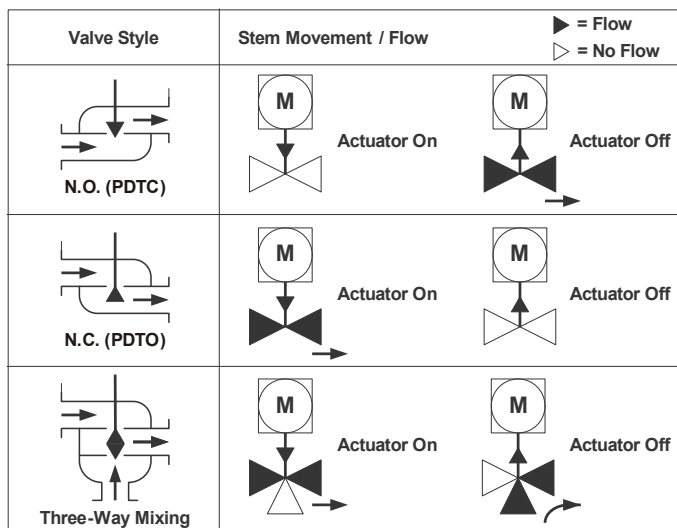 Valve Style
Stem Movement / Flow
= Flow
= No Flow
N.O. (PDTC)
M
Actuator On
M
Actuator Off
N.C. (PDTO)
M
Actuator On
M
Actuator Off
Three-Way Mixing
M
Actuator On
M
Actuator Off